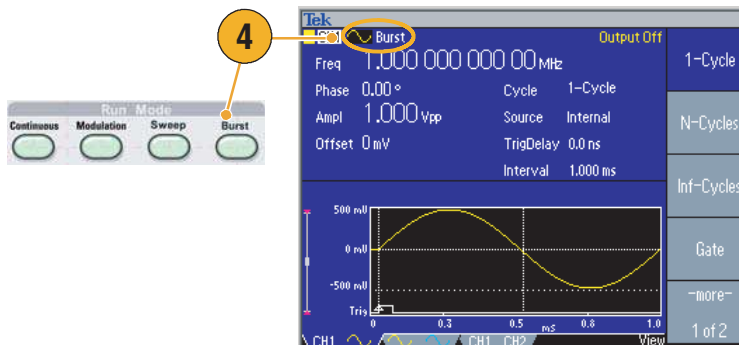 4
Run Mode
Continuous Modulation Sweep Burst
Tek
Burst Output Off
Freq 1.000 000 000 00 MHz
Phase 0.00 °
Cycle 1-Cycle
Ampl 1.000 Vpp
Source Internal
Offset 0 mV
TrigDelay 0.0 ns
Interval 1.000 ms
1-Cycle
N-Cycles
Inf-Cycles
Gate
-more-
1 of 2
500 mV
0 mV
-500 mV
Trig
0 0.3 0.5 ms 0.8 1.0
CH1 CH1 CH2 View